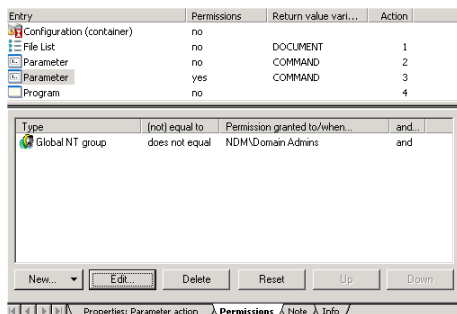 Entry Permissions Return value vari... Action
Configuration (container) no
File List no DOCUMENT 1
Parameter no COMMAND 2
Parameter yes COMMAND 3
Program no 4
Type (not) equal to Permission granted to/when... and...
Global NT group does not equal NDM\Domain Admins and
New... Edit... Delete Reset Up Down
Properties: Parameter action Permissions Note Info